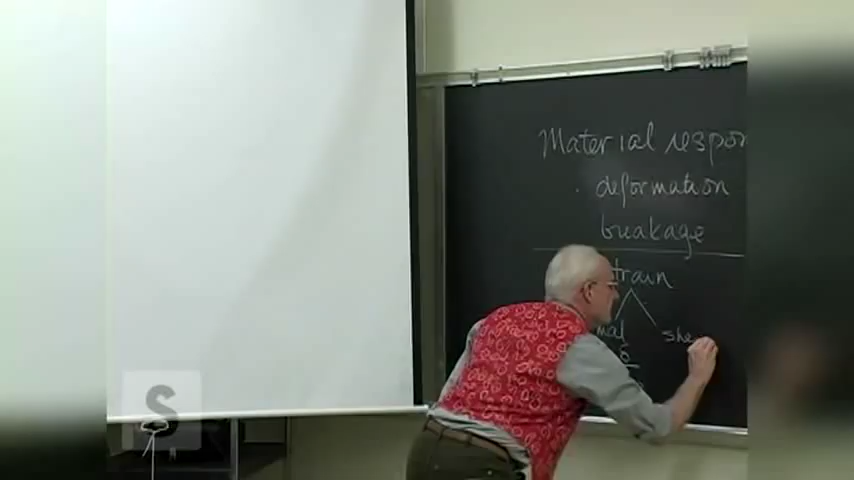 Material respon
deformation
breakage
train
mal
she
S